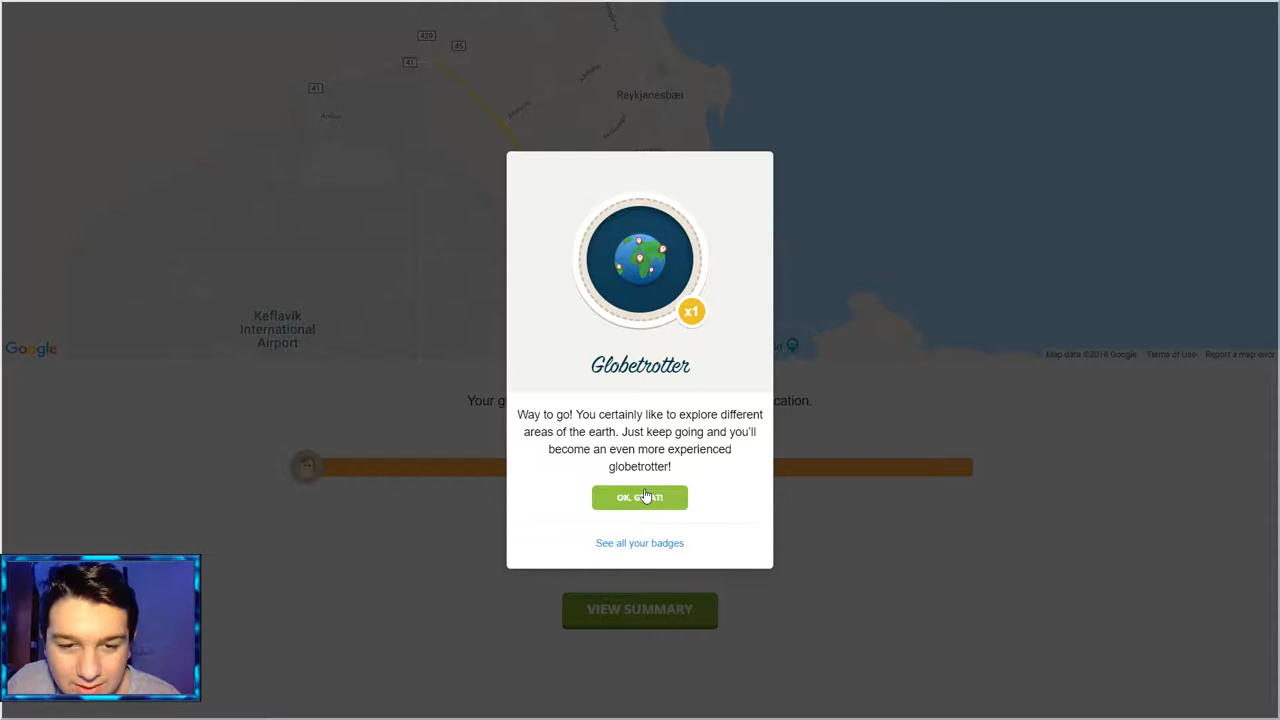 429
45
41
41
Reykjanesbær
Keflavík
International
Airport
Google
Map data ©2018 Google
Terms of Use
Report a map error
x1
Globetrotter
Your g
cation.
Way to go! You certainly like to explore different
areas of the earth. Just keep going and you'll
become an even more experienced
globetrotter!
See all your badges
VIEW SUMMARY